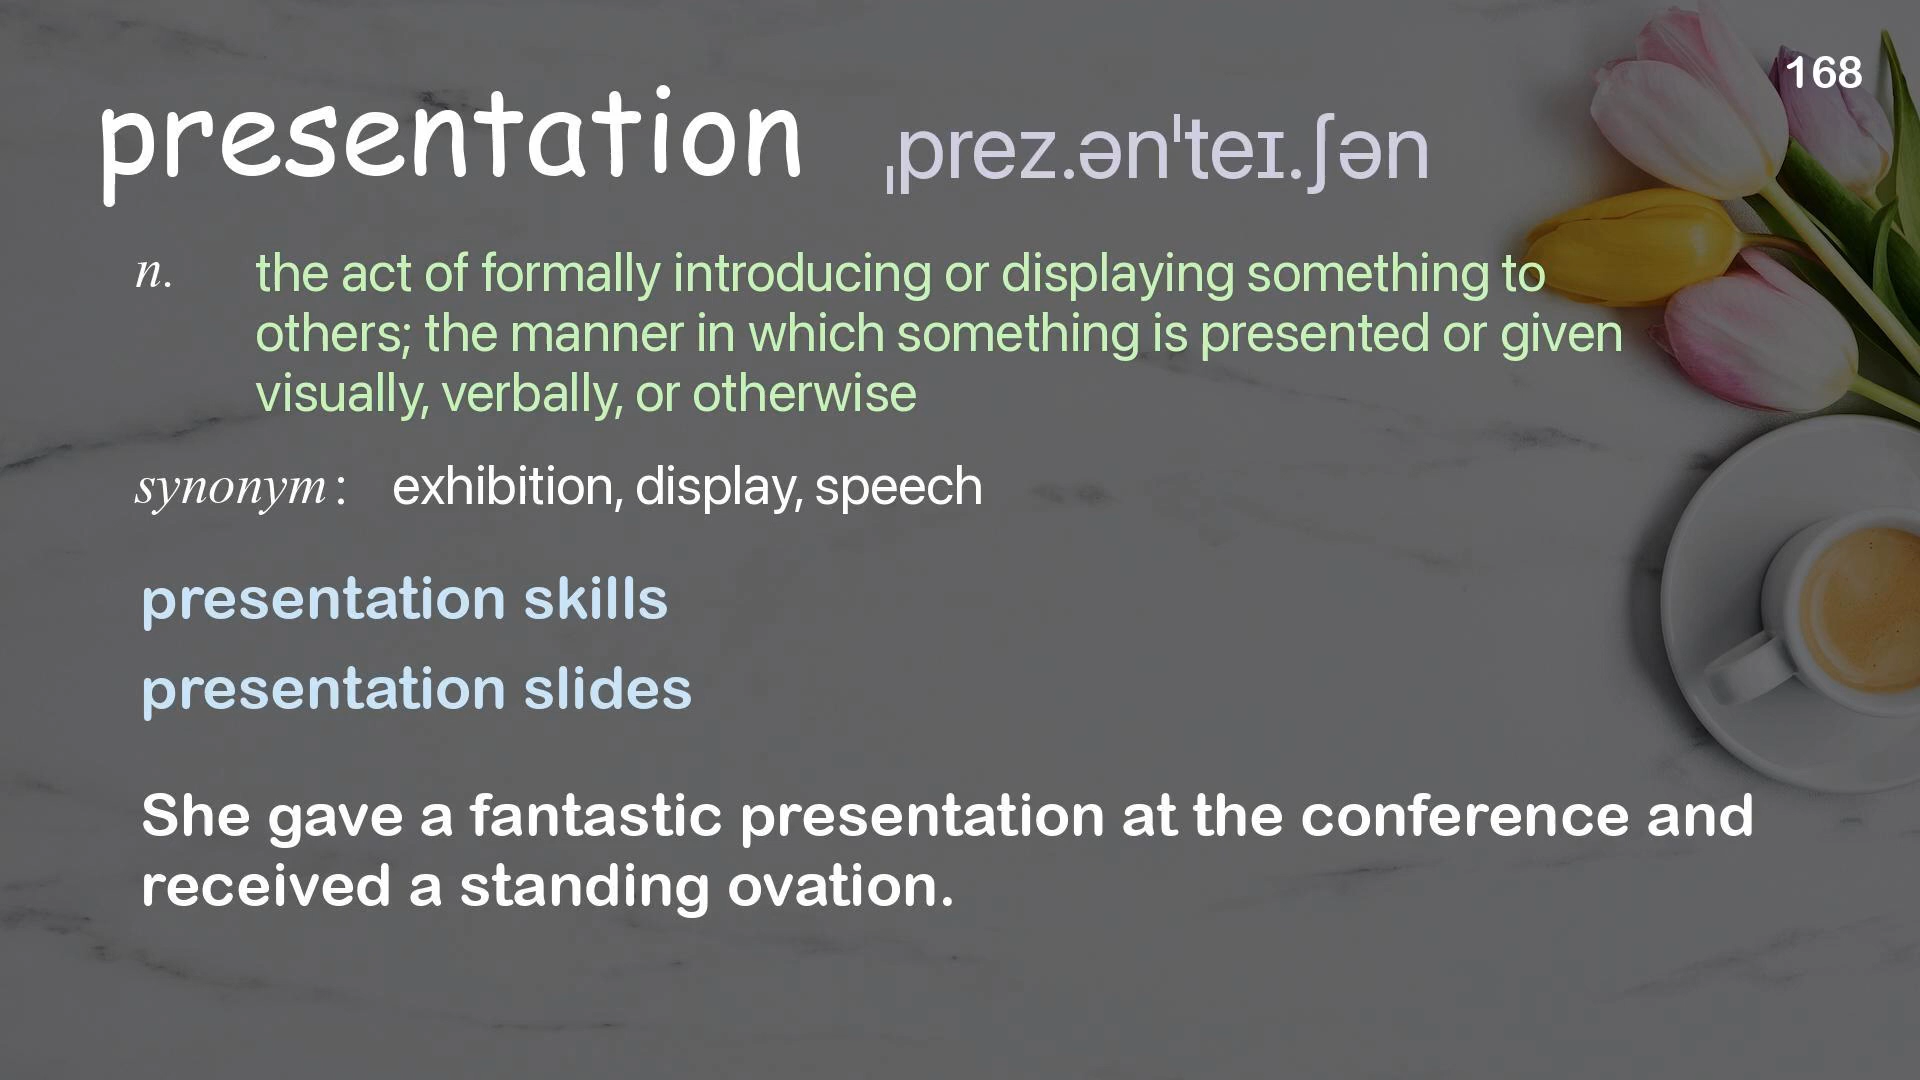 168
presentation ˌprez.ənˈteɪ.ʃən
n. the act of formally introducing or displaying something to
others; the manner in which something is presented or given
visually, verbally, or otherwise
synonym: exhibition, display, speech
presentation skills
presentation slides
She gave a fantastic presentation at the conference and
received a standing ovation.